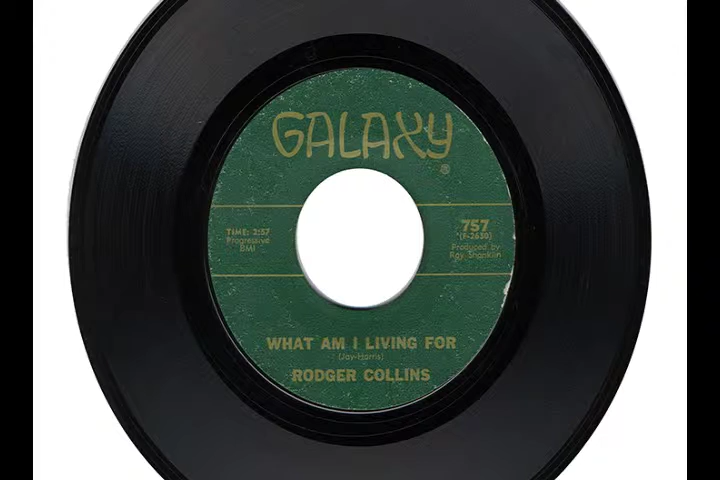 GALAXY
®
TIME: 2:57
Progressive
BMI
757
(F-2630)
Produced by
Ray Shanklin
WHAT AM I LIVING FOR
(Jay-Harris)
RODGER COLLINS